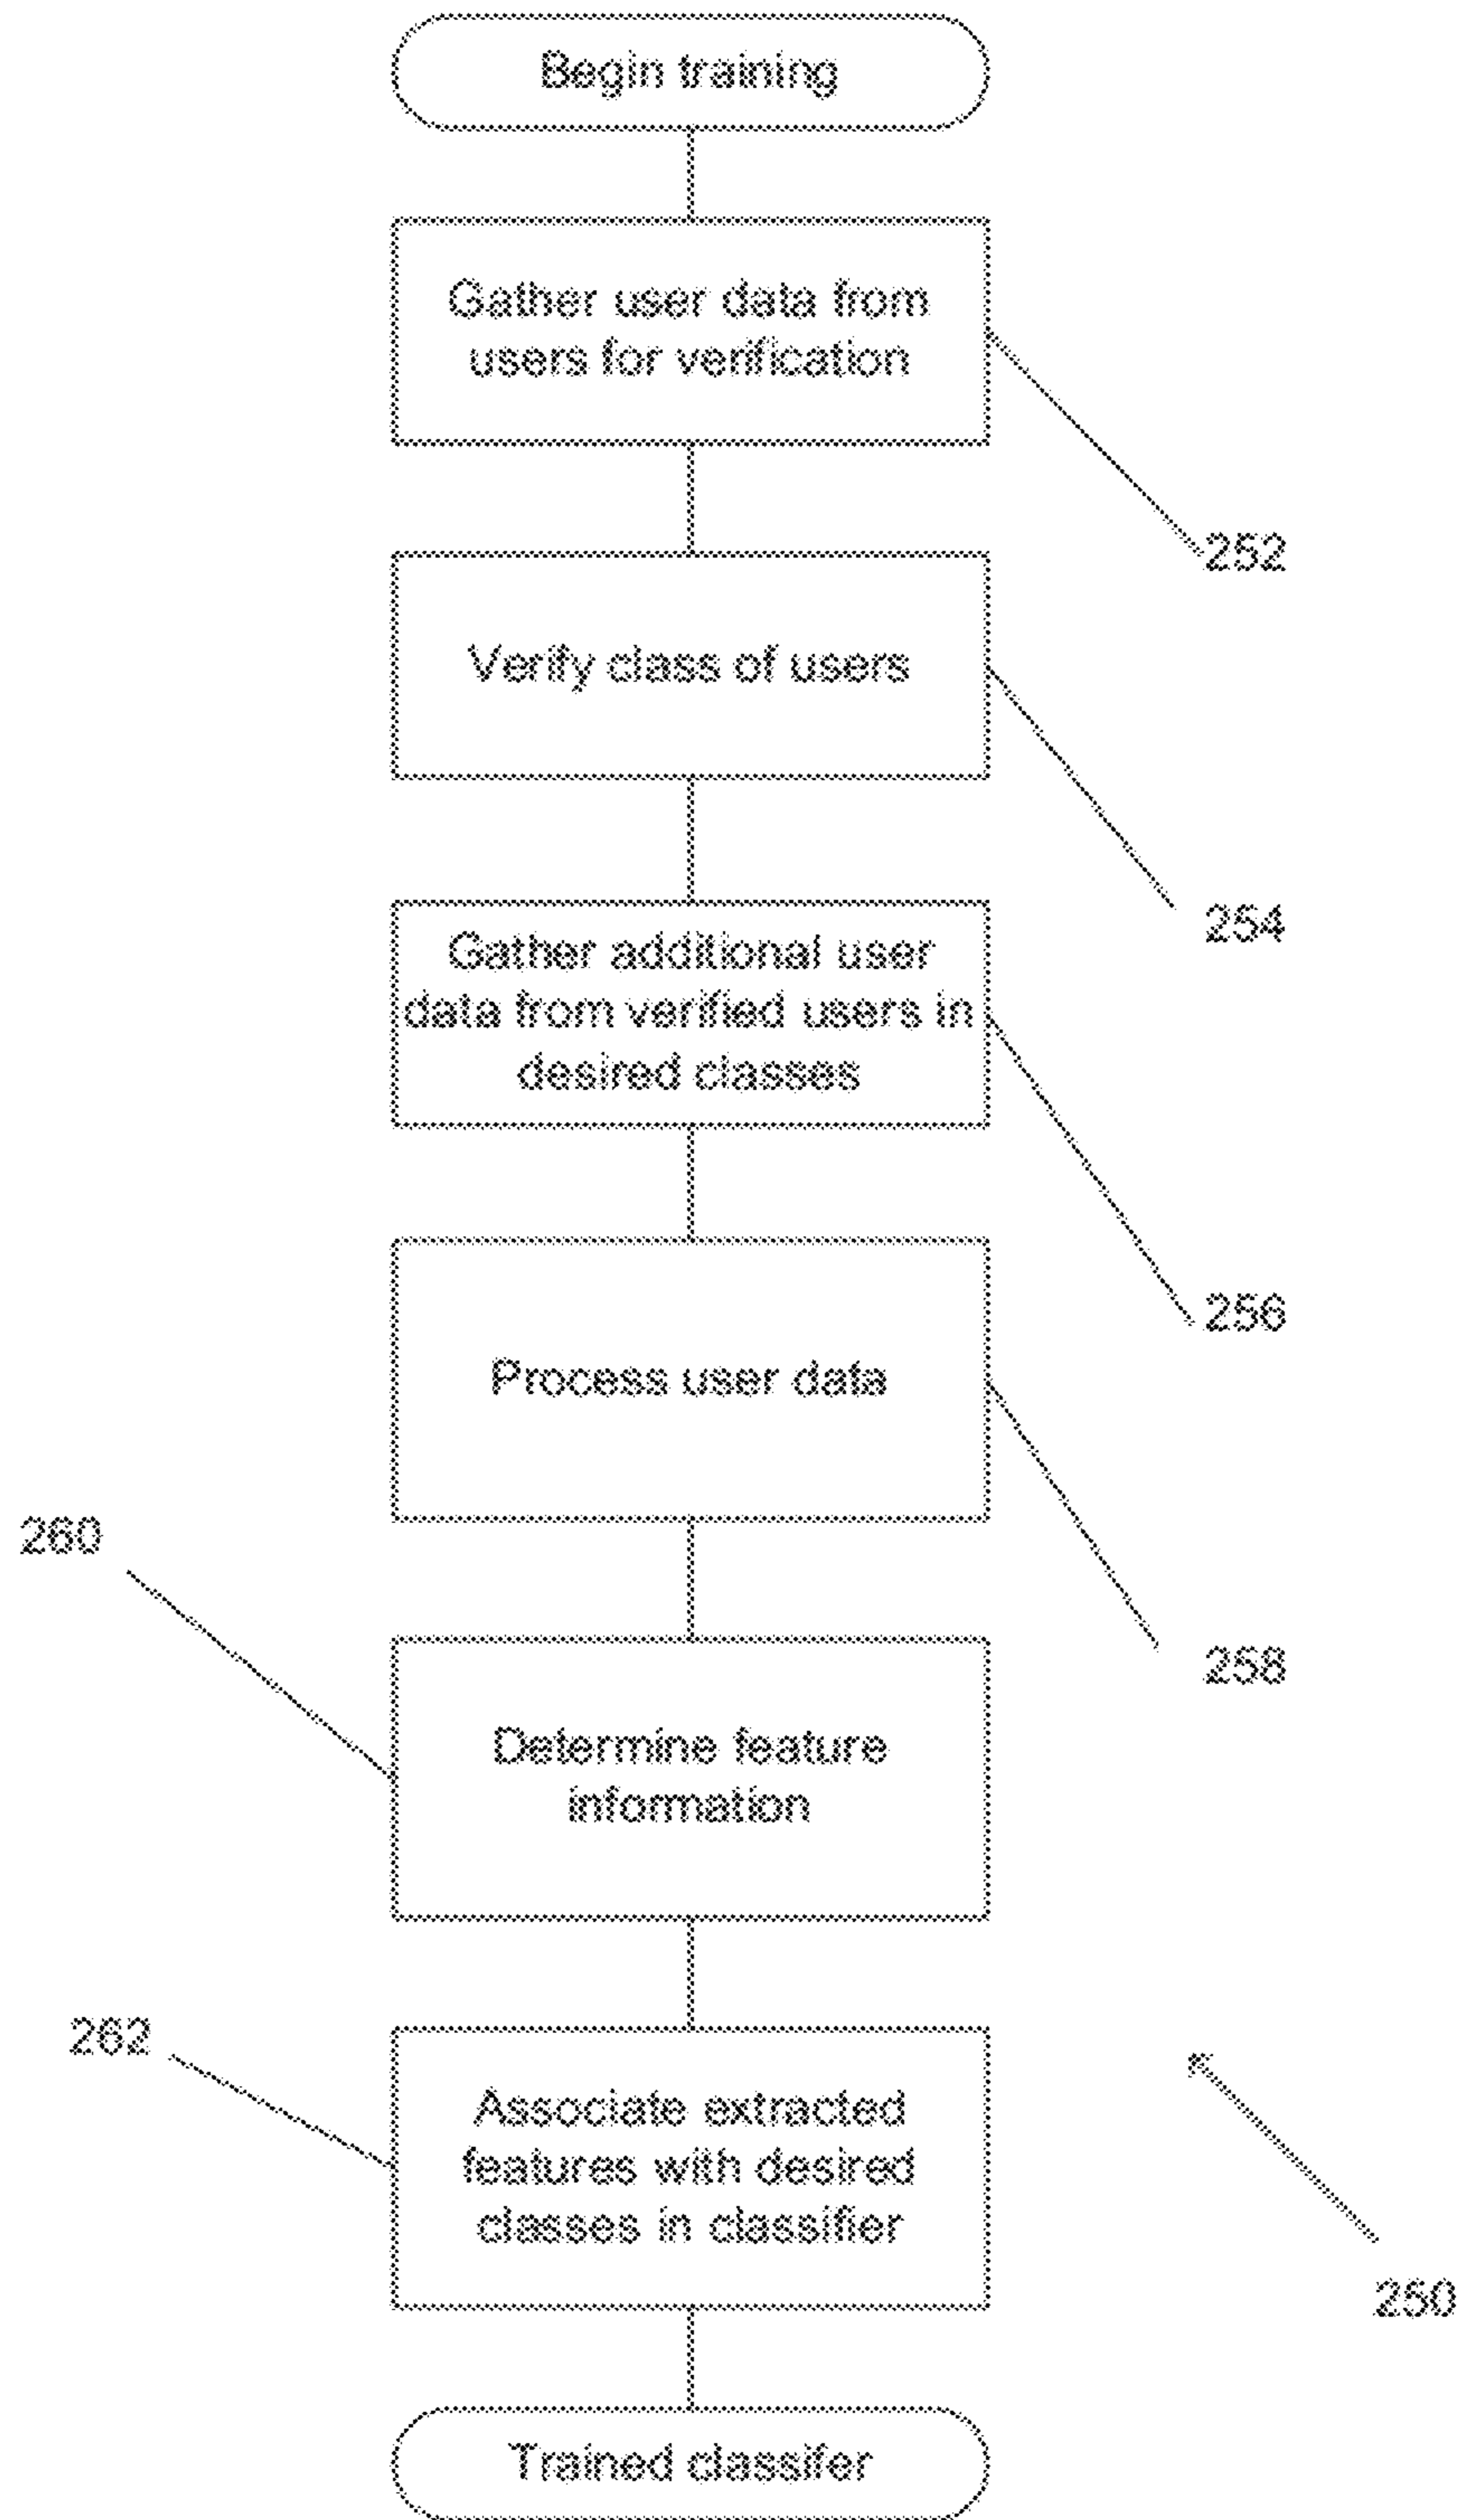 Begin training
Gather user data from
users for verification
252
Verify class of users
254
Gather additional user
data from verified users in
desired classes
256
Process user data
258
260
Determine feature
information
262
Associate extracted
features with desired
classes in classifier
250
Trained classifer